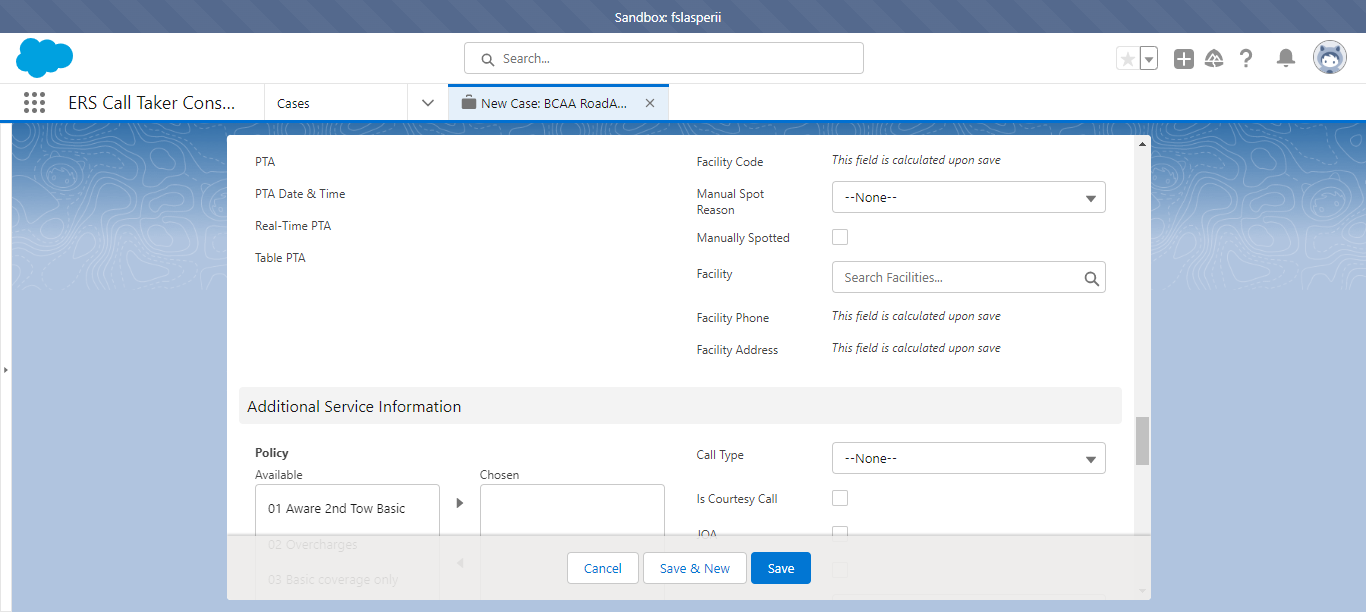 Sandbox: fslasperii
Search...
ERS Call Taker Cons...
Cases
New Case: BCAA RoadA...
PTA
PTA Date & Time
Real-Time PTA
Table PTA
Facility Code
This field is calculated upon save
Manual Spot
Reason
--None--
Manually Spotted
Facility
Search Facilities...
Facility Phone
This field is calculated upon save
Facility Address
This field is calculated upon save
Additional Service Information
Policy
Available
Chosen
01 Aware 2nd Tow Basic
02 Overcharges
03 Basic coverage only
Call Type
--None--
Is Courtesy Call
JOA
Cancel
Save & New
Save